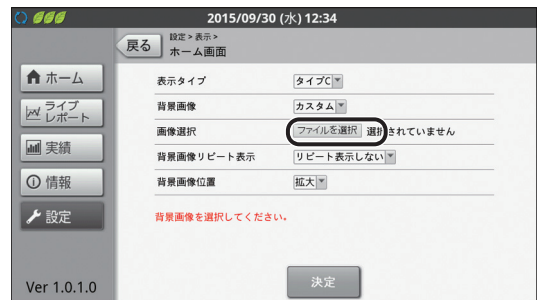 2015/09/30 (水) 12:34
戻る
設定 > 表示 >
ホーム画面
ホーム
ライブ
レポート
実績
情報
設定
Ver 1.0.1.0
表示タイプ タイプC
背景画像 カスタム
画像選択 ファイルを選択 選択されていません
背景画像リピート表示 リピート表示しない
背景画像位置 拡大
背景画像を選択してください。
決定